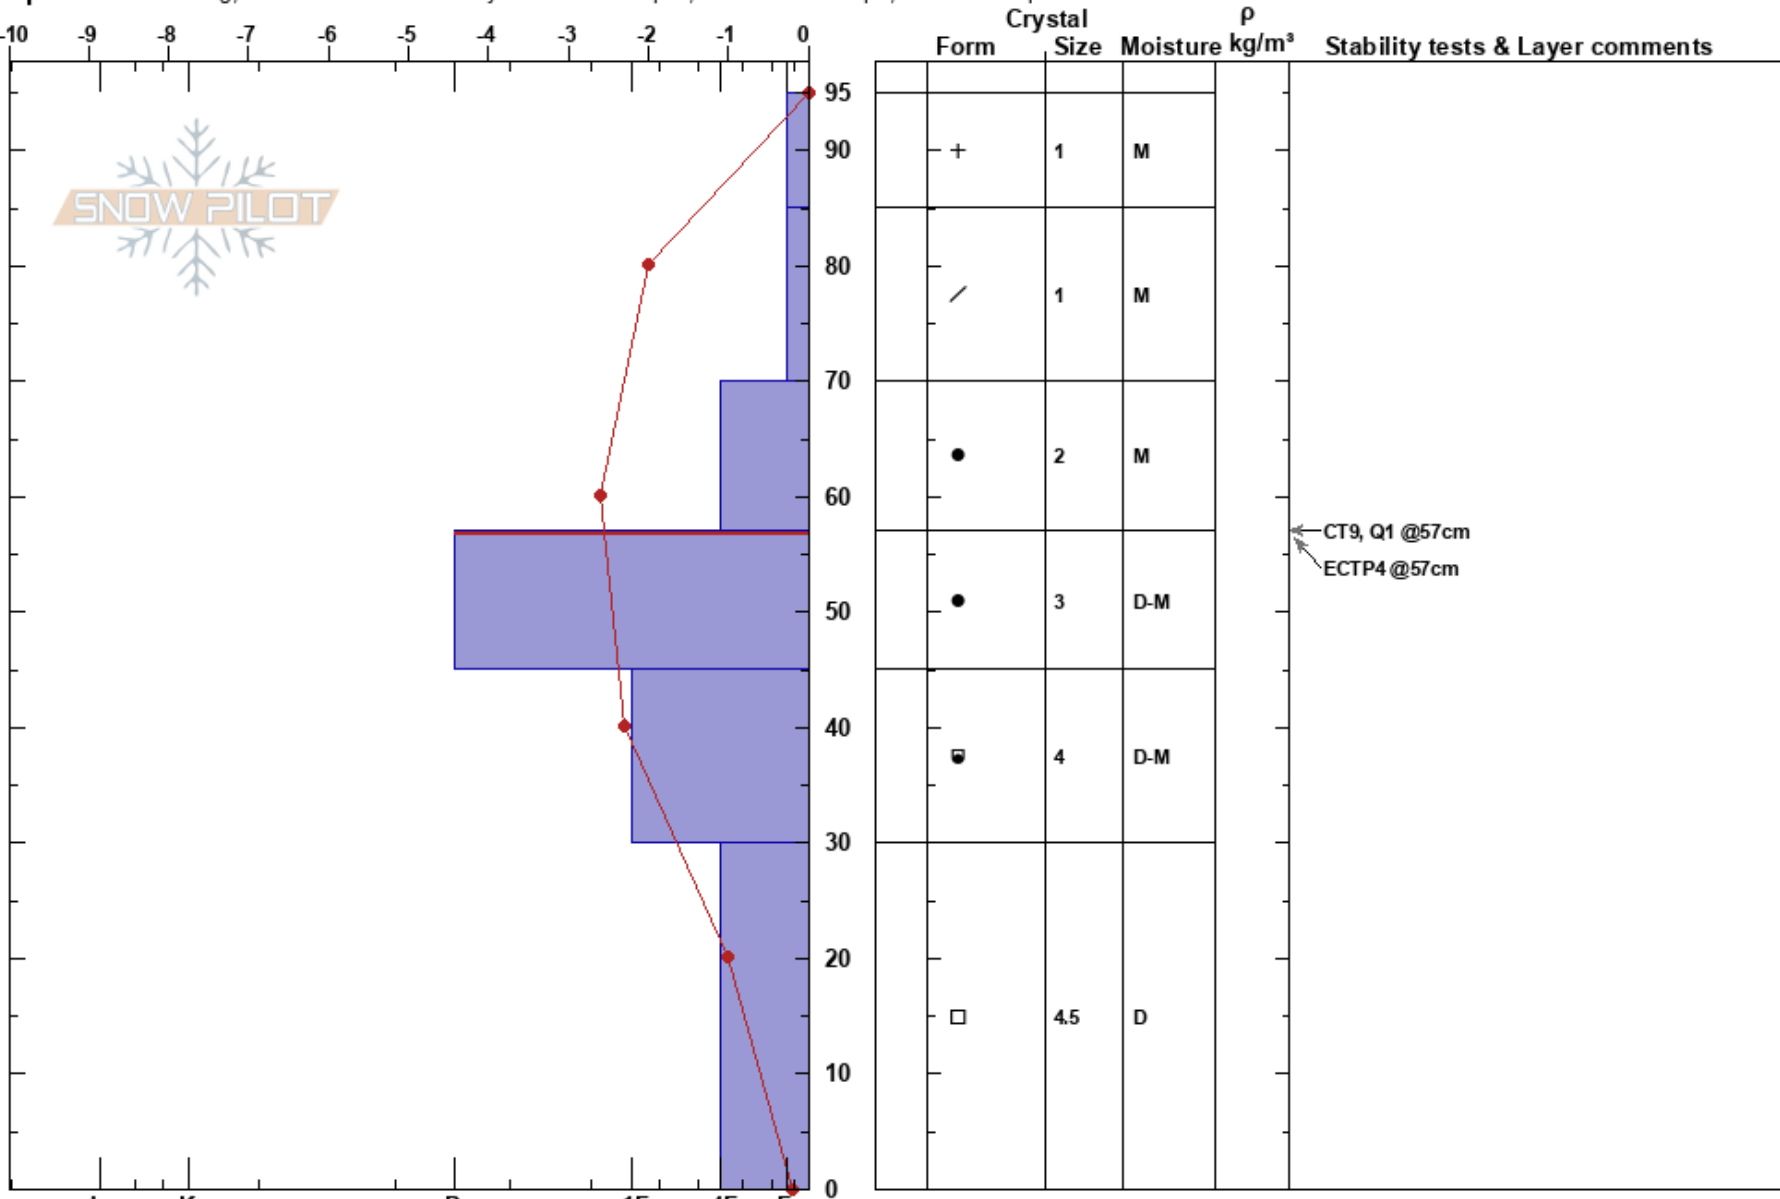 Crystal ρ
-10 -9 -8 -7 -6 -5 -4 -3 -2 -1 0 Form Size Moisture kg/m³ Stability tests & Layer comments
95
90 + 1 M
SNOW PILOT
80
/ 1 M
70
● 2 M
60
CT9, Q1 @57cm
ECTP4 @57cm
50 ● 3 D-M
40
4 D-M
30
20
□ 4.5 D
10
0